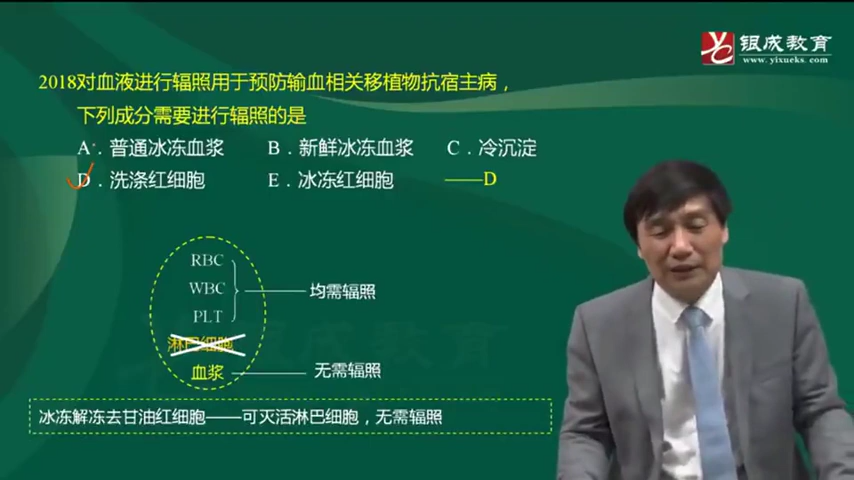 银成教育
www.yixueks.com
2018对血液进行辐照用于预防输血相关移植物抗宿主病，
下列成分需要进行辐照的是
A．普通冰冻血浆 B．新鲜冰冻血浆 C．冷沉淀
D．洗涤红细胞 E．冰冻红细胞 ——D
RBC
WBC
PLT
均需辐照
淋巴细胞
血浆
无需辐照
冰冻解冻去甘油红细胞——可灭活淋巴细胞，无需辐照